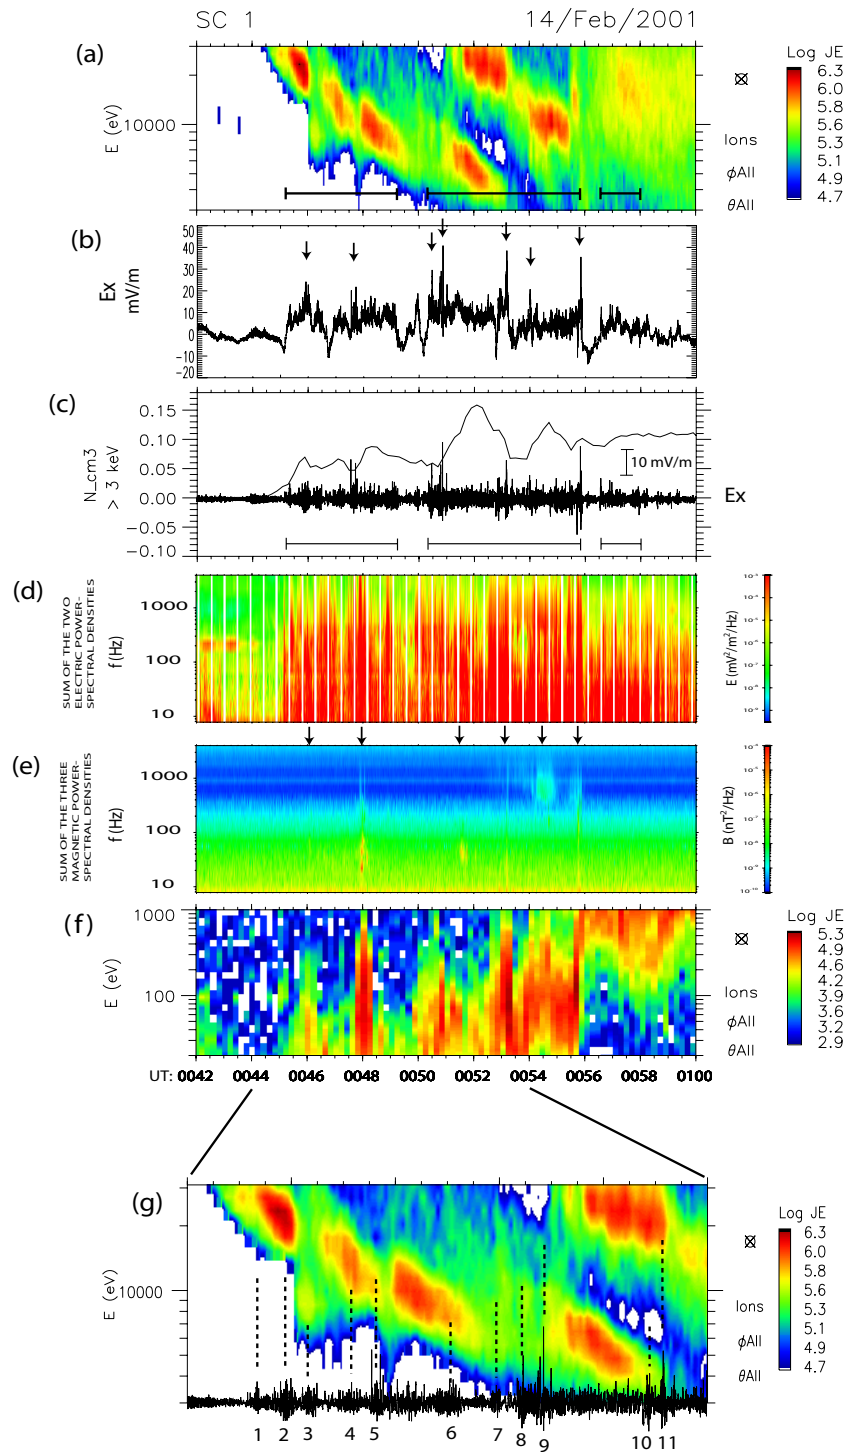 SC 1
14/Feb/2001
(a)
E (eV)
10000
Log JE
6.3
6.0
5.8
5.6
5.3
5.1
4.9
4.7
Ions
ϕAll
θAll
(b)
Ex
mV/m
50
40
30
20
10
0
-10
-20
(c)
N_cm3
> 3 keV
0.15
0.10
0.05
0.00
-0.05
-0.10
10 mV/m
Ex
(d)
SUM OF THE TWO
ELECTRIC POWER-
SPECTRAL DENSITIES
f (Hz)
1000
100
10
E (mV²/m²/Hz)
(e)
SUM OF THE THREE
MAGNETIC POWER-
SPECTRAL DENSITIES
f (Hz)
1000
100
10
B (nT²/Hz)
(f)
E (eV)
1000
100
Log JE
5.3
4.9
4.6
4.2
3.9
3.6
3.2
2.9
Ions
ϕAll
θAll
UT: 0042 0044 0046 0048 0050 0052 0054 0056 0058 0100
(g)
E (eV)
10000
Log JE
6.3
6.0
5.8
5.6
5.3
5.1
4.9
4.7
Ions
ϕAll
θAll
1 2 3 4 5 6 7 8 9 10 11